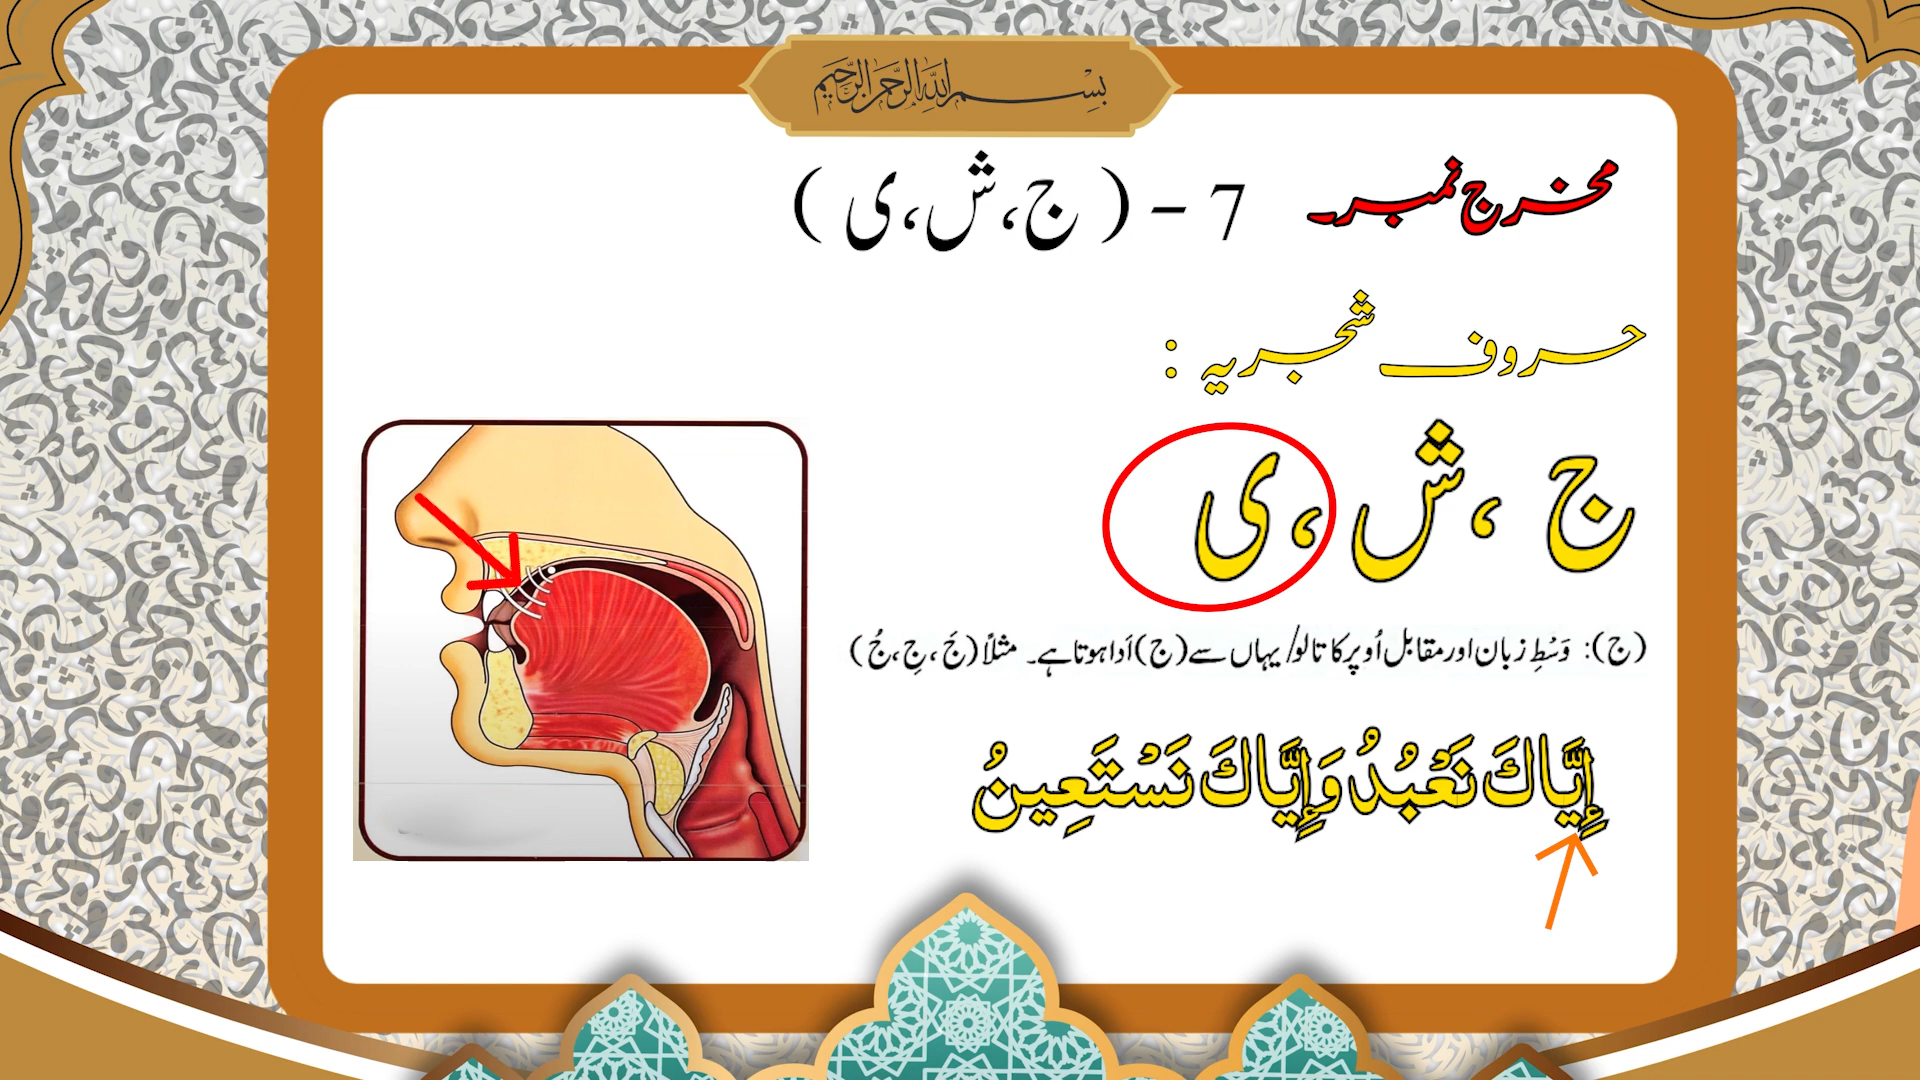 بِسْمِ اللهِ الرَّحْمٰنِ الرَّحِيْمِ
مخرج نمبر۔ 7 - ( ج، ش، ی )
حروف شجریہ :
ج ، ش ، ی
(ج): وَسْطِ زبان اور مقابل اُوپر کا تالو/ یہاں سے (ج) اَدا ہوتا ہے۔ مثلاً (جَ ، جِ، جُ)
إِيَّاكَ نَعْبُدُ وَإِيَّاكَ نَسْتَعِينُ